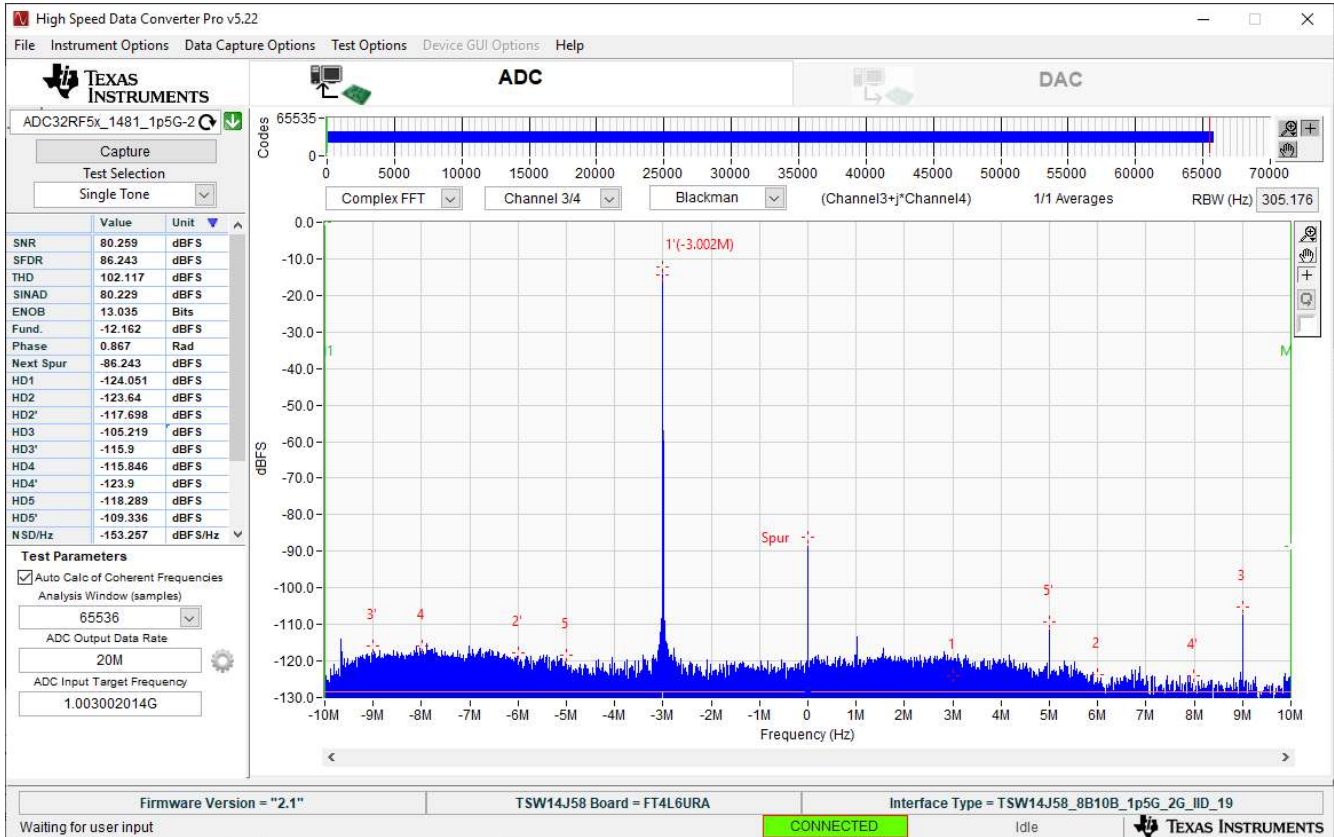 High Speed Data Converter Pro v5.22
File Instrument Options Data Capture Options Test Options Device GUI Options Help
TEXAS INSTRUMENTS
ADC
DAC
ADC32RF5x_1481_1p5G-2
Capture
Test Selection
Single Tone
Value Unit
SNR 80.259 dBFS
SFDR 86.243 dBFS
THD 102.117 dBFS
SINAD 80.229 dBFS
ENOB 13.035 Bits
Fund. -12.162 dBFS
Phase 0.867 Rad
Next Spur -86.243 dBFS
HD1 -124.051 dBFS
HD2 -123.64 dBFS
HD2' -117.698 dBFS
HD3 -105.219 dBFS
HD3' -115.9 dBFS
HD4 -115.846 dBFS
HD4' -123.9 dBFS
HD5 -118.289 dBFS
HD5' -109.336 dBFS
NSD/Hz -153.257 dBFS/Hz
Test Parameters
Auto Calc of Coherent Frequencies
Analysis Window (samples)
65536
ADC Output Data Rate
20M
ADC Input Target Frequency
1.003002014G
Codes
65535
0
0 5000 10000 15000 20000 25000 30000 35000 40000 45000 50000 55000 60000 65000 70000
Complex FFT Channel 3/4 Blackman (Channel3+j*Channel4) 1/1 Averages RBW (Hz) 305.176
dBFS
0.0
-10.0
-20.0
-30.0
-40.0
-50.0
-60.0
-70.0
-80.0
-90.0
-100.0
-110.0
-120.0
-130.0
1'(-3.002M)
1 M
Spur
3' 4 2' 5 1 5' 2 4' 3
-10M -9M -8M -7M -6M -5M -4M -3M -2M -1M 0 1M 2M 3M 4M 5M 6M 7M 8M 9M 10M
Frequency (Hz)
Firmware Version = "2.1" TSW14J58 Board = FT4L6URA Interface Type = TSW14J58_8B10B_1p5G_2G_IID_19
Waiting for user input CONNECTED Idle TEXAS INSTRUMENTS